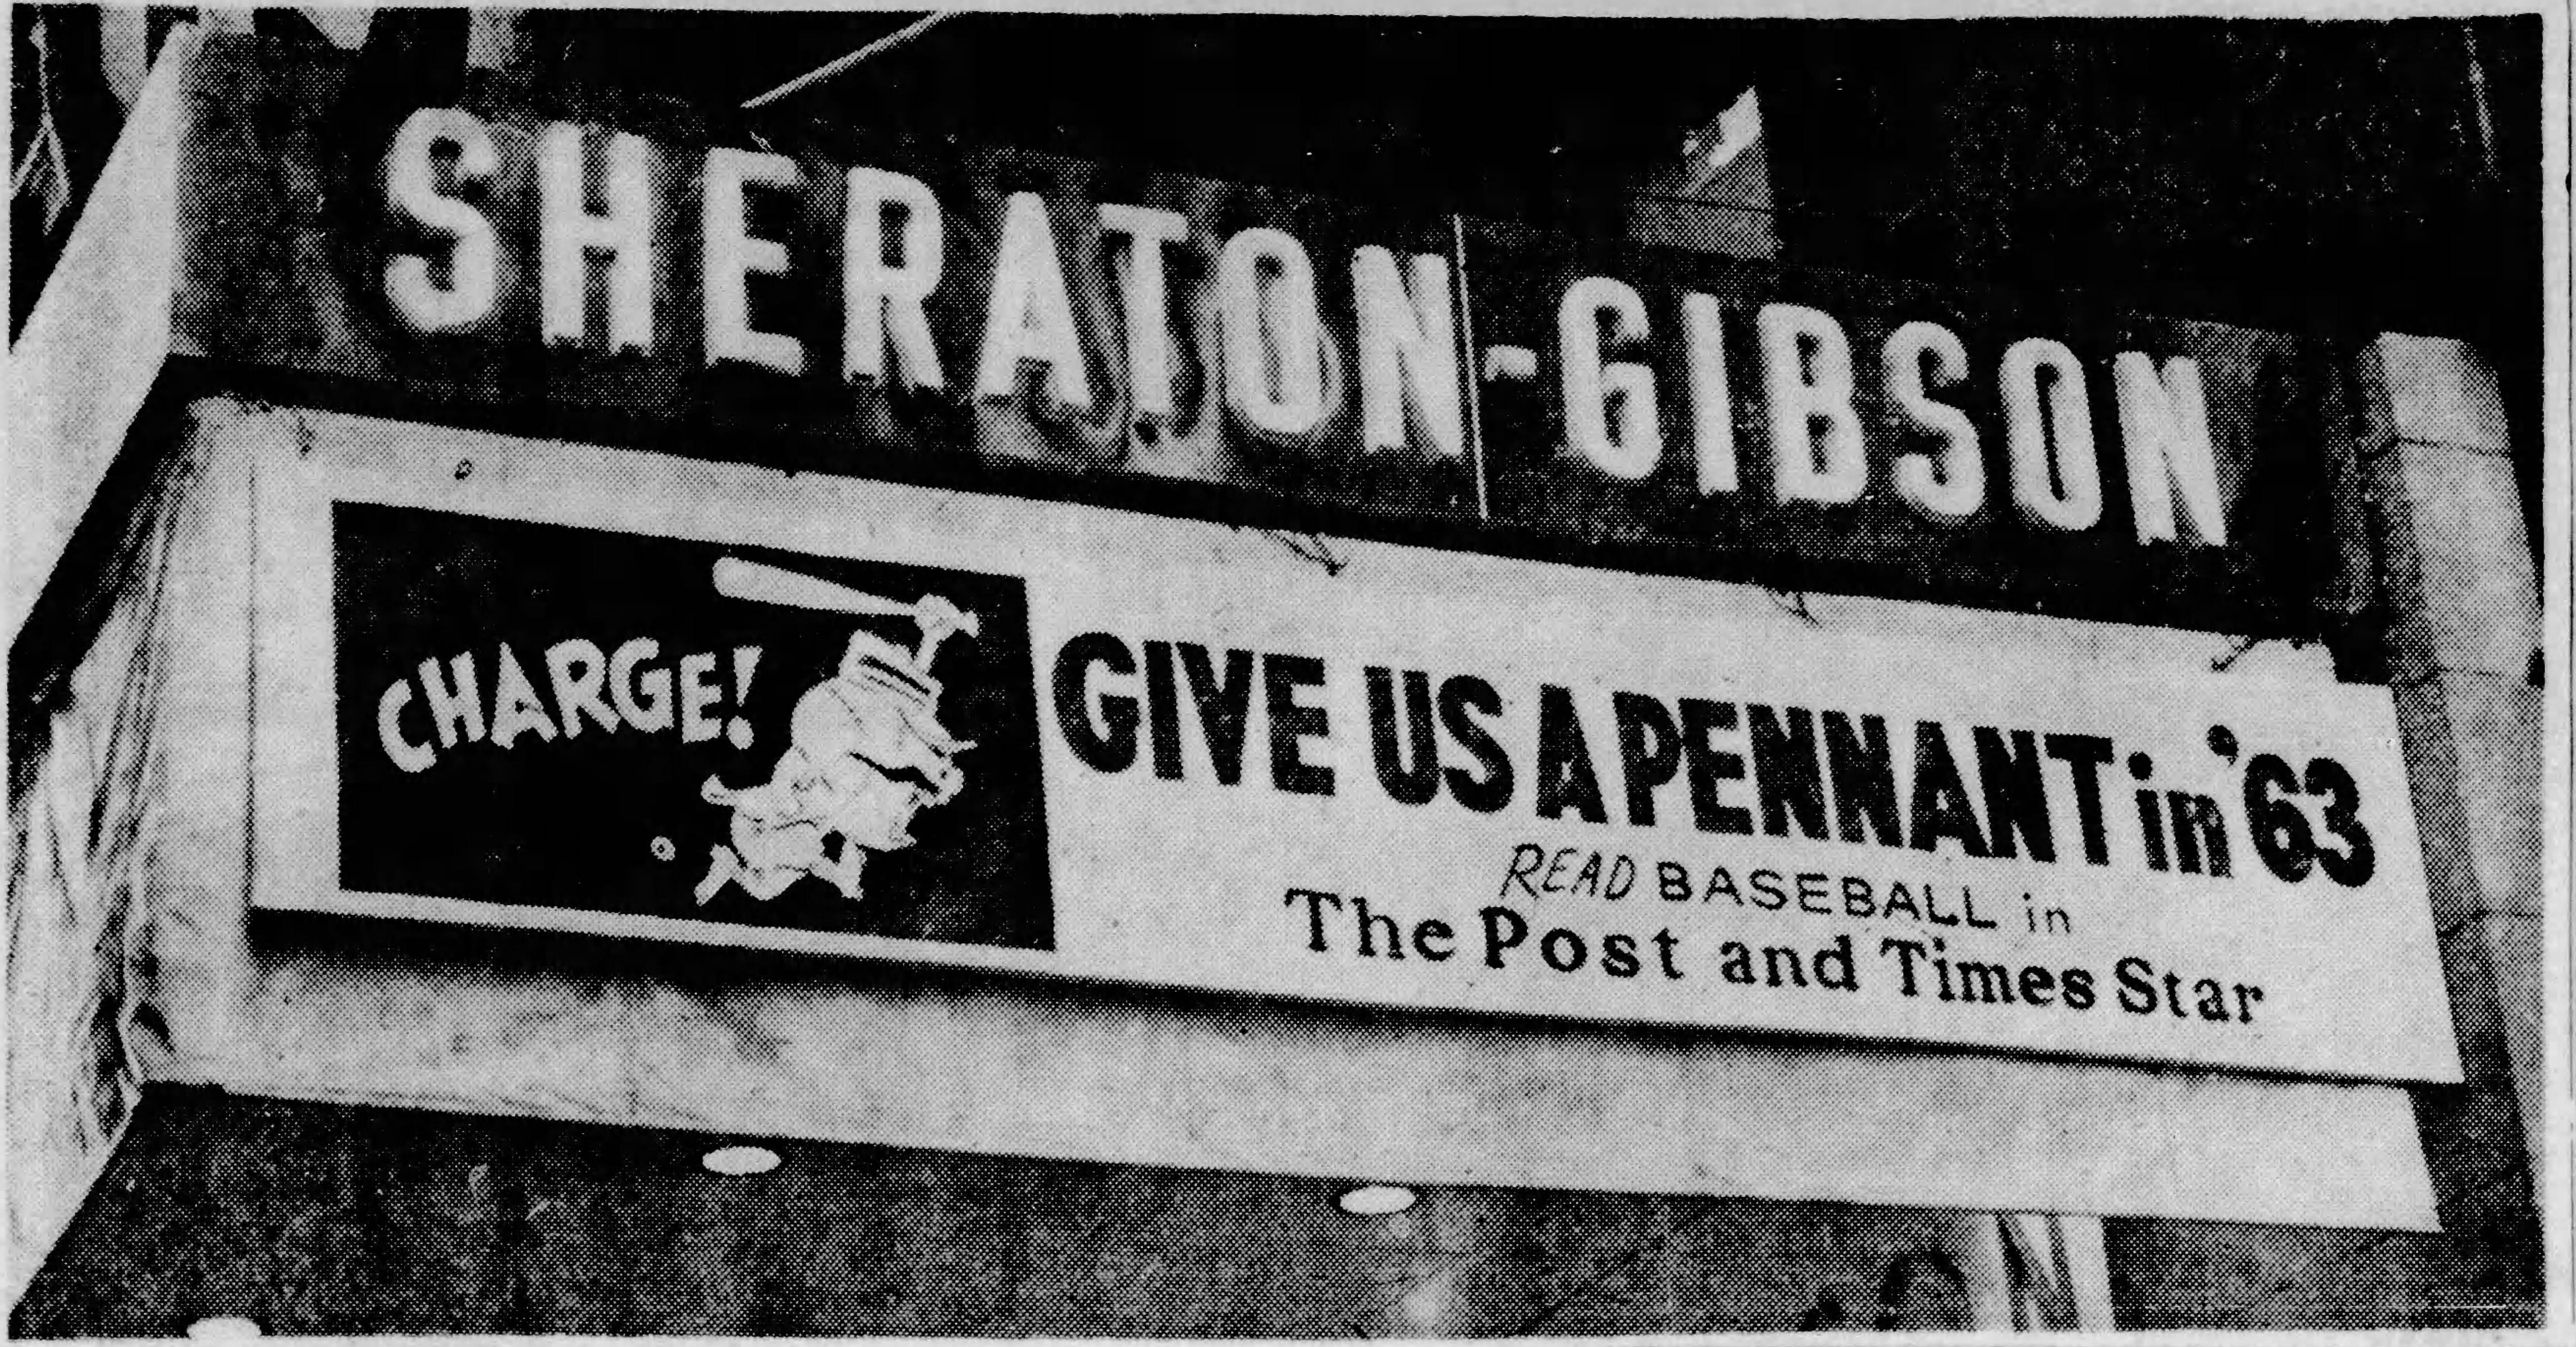 SHERATON-GIBSON
CHARGE!
GIVE US A PENNANT in '63
READ BASEBALL in
The Post and Times Star